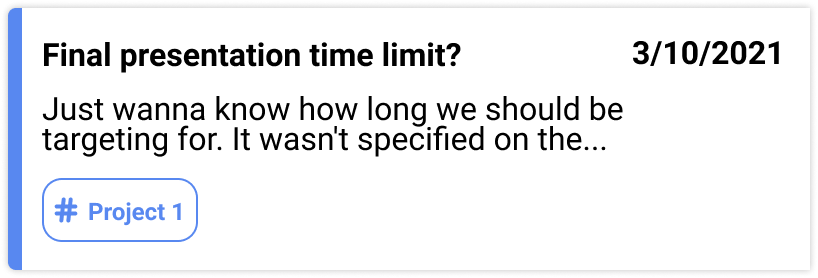 Final presentation time limit? 3/10/2021
Just wanna know how long we should be
targeting for. It wasn't specified on the...
# Project 1